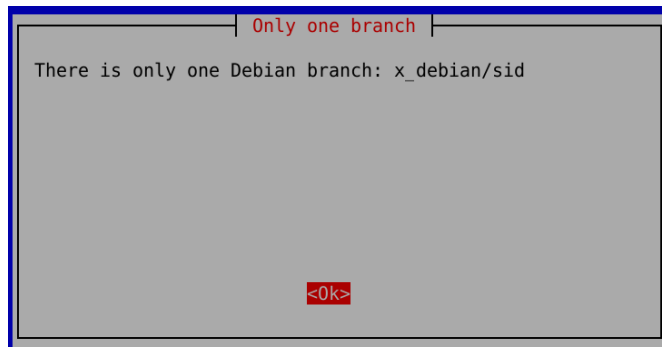 Only one branch
There is only one Debian branch: x_debian/sid
<Ok>